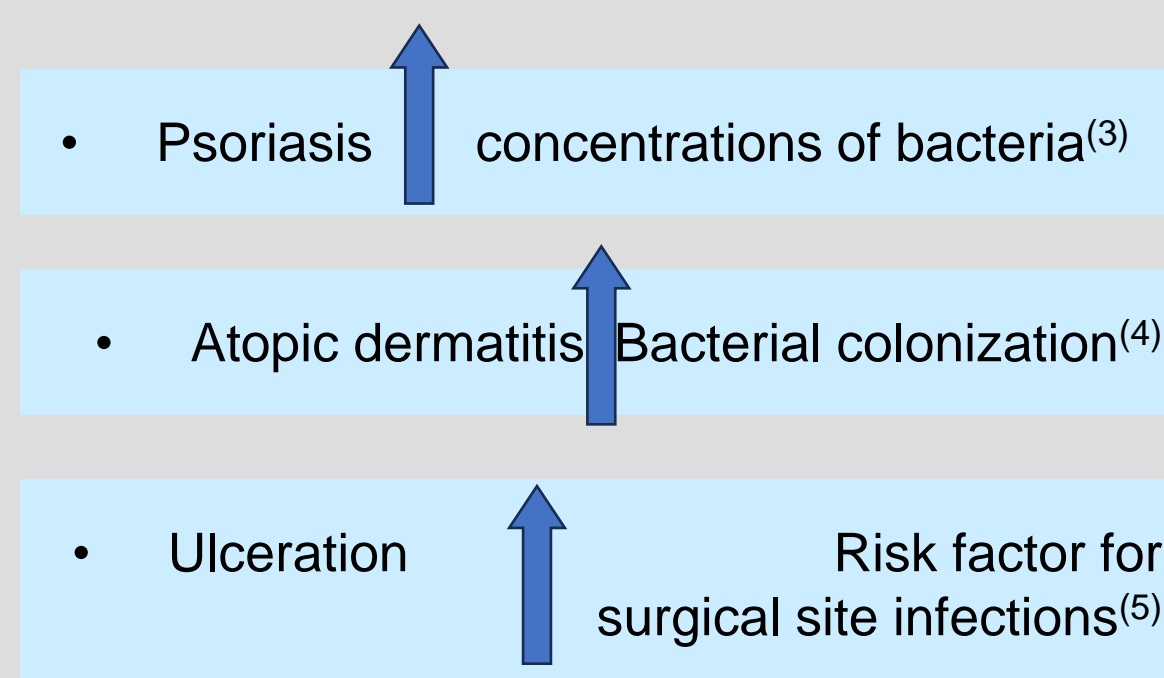 • Psoriasis concentrations of bacteria(3)
• Atopic dermatitis Bacterial colonization(4)
• Ulceration Risk factor for
surgical site infections(5)